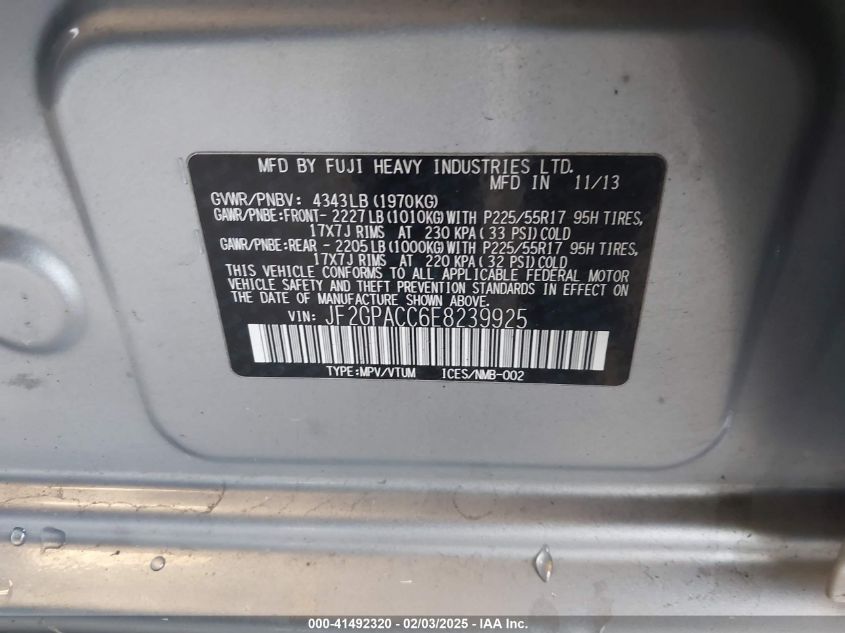 MFD BY FUJI HEAVY INDUSTRIES LTD.
MFD IN 11/13
GVWR/PNBV: 4343LB (1970KG)
GAWR/PNBE:FRONT- 2227LB (1010KG) WITH P225/55R17 95H TIRES,
17X7J RIMS AT 230 KPA ( 33 PSI) COLD
GAWR/PNBE:REAR - 2205LB (1000KG) WITH P225/55R17 95H TIRES,
17X7J RIMS AT 220 KPA ( 32 PSI) COLD
THIS VEHICLE CONFORMS TO ALL APPLICABLE FEDERAL MOTOR
VEHICLE SAFETY AND THEFT PREVENTION STANDARDS IN EFFECT ON
THE DATE OF MANUFACTURE SHOWN ABOVE.
VIN: JF2GPACC6E8239925
TYPE:MPV/VTUM ICES/NMB-002
000-41492320 - 02/03/2025 - IAA Inc.